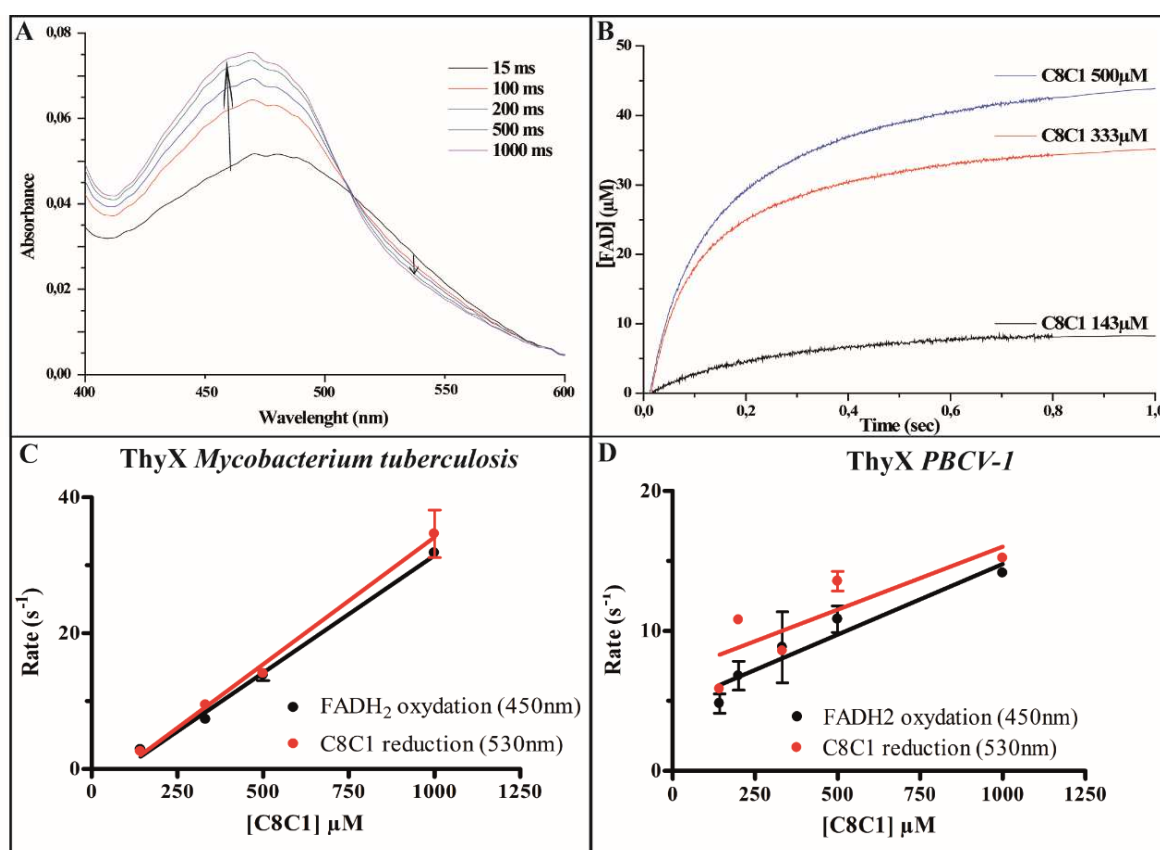 A
0,08
0,06
0,04
0,02
0,00
Absorbance
15 ms
100 ms
200 ms
500 ms
1000 ms
400
450
500
550
600
Wavelenght (nm)
B
50
40
30
20
10
0
[FAD] (µM)
C8C1 500µM
C8C1 333µM
C8C1 143µM
0,0
0,2
0,4
0,6
0,8
1,0
Time (sec)
C
ThyX Mycobacterium tuberculosis
40
20
0
Rate (s⁻¹)
FADH₂ oxydation (450nm)
C8C1 reduction (530nm)
0
250
500
750
1000
1250
[C8C1] µM
D
ThyX PBCV-1
20
10
0
Rate (s⁻¹)
FADH2 oxydation (450nm)
C8C1 reduction (530nm)
0
250
500
750
1000
1250
[C8C1] µM